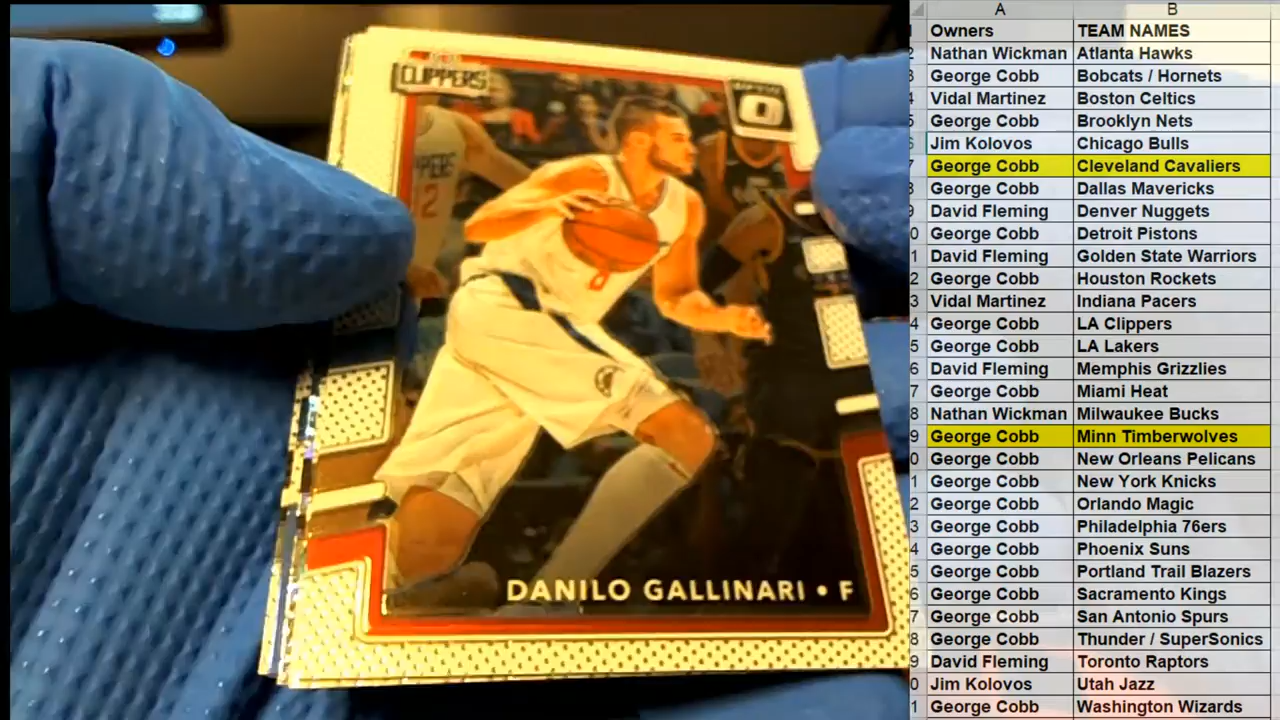 CLIPPERS
12
DANILO GALLINARI • F
A B
Owners TEAM NAMES
Nathan Wickman Atlanta Hawks
George Cobb Bobcats / Hornets
Vidal Martinez Boston Celtics
George Cobb Brooklyn Nets
Jim Kolovos Chicago Bulls
George Cobb Cleveland Cavaliers
George Cobb Dallas Mavericks
David Fleming Denver Nuggets
George Cobb Detroit Pistons
David Fleming Golden State Warriors
George Cobb Houston Rockets
Vidal Martinez Indiana Pacers
George Cobb LA Clippers
George Cobb LA Lakers
David Fleming Memphis Grizzlies
George Cobb Miami Heat
Nathan Wickman Milwaukee Bucks
George Cobb Minn Timberwolves
George Cobb New Orleans Pelicans
George Cobb New York Knicks
George Cobb Orlando Magic
George Cobb Philadelphia 76ers
George Cobb Phoenix Suns
George Cobb Portland Trail Blazers
George Cobb Sacramento Kings
George Cobb San Antonio Spurs
George Cobb Thunder / SuperSonics
David Fleming Toronto Raptors
Jim Kolovos Utah Jazz
George Cobb Washington Wizards